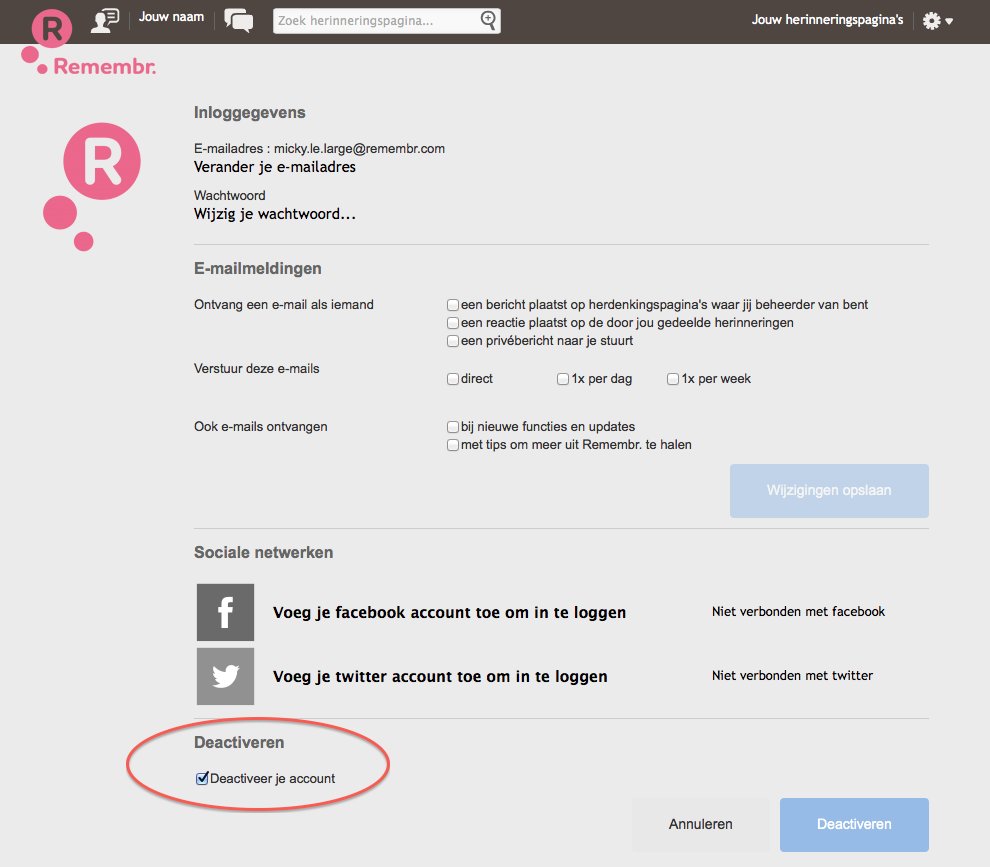 R
Jouw naam
Zoek herinneringspagina...
Jouw herinneringspagina's
Remembr.
R
Inloggegevens
E-mailadres : micky.le.large@remembr.com
Verander je e-mailadres
Wachtwoord
Wijzig je wachtwoord...
E-mailmeldingen
Ontvang een e-mail als iemand
een bericht plaatst op herdenkingspagina's waar jij beheerder van bent
een reactie plaatst op de door jou gedeelde herinneringen
een privébericht naar je stuurt
Verstuur deze e-mails
direct 1x per dag 1x per week
Ook e-mails ontvangen
bij nieuwe functies en updates
met tips om meer uit Remembr. te halen
Wijzigingen opslaan
Sociale netwerken
f
Voeg je facebook account toe om in te loggen Niet verbonden met facebook
Voeg je twitter account toe om in te loggen Niet verbonden met twitter
Deactiveren
Deactiveer je account
Annuleren Deactiveren